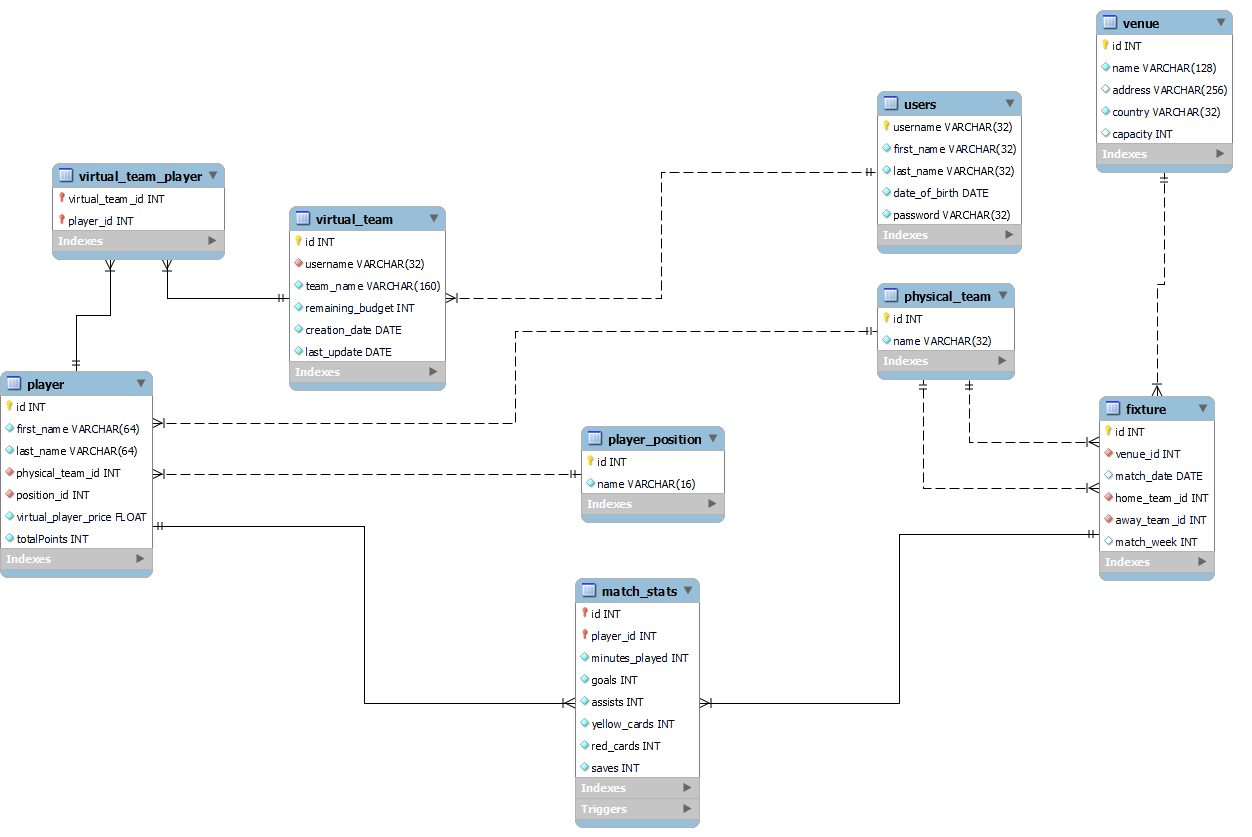 venue
id INT
name VARCHAR(128)
address VARCHAR(256)
country VARCHAR(32)
capacity INT
Indexes
users
username VARCHAR(32)
first_name VARCHAR(32)
last_name VARCHAR(32)
date_of_birth DATE
password VARCHAR(32)
Indexes
virtual_team_player
virtual_team_id INT
player_id INT
Indexes
virtual_team
id INT
username VARCHAR(32)
team_name VARCHAR(160)
remaining_budget INT
creation_date DATE
last_update DATE
Indexes
physical_team
id INT
name VARCHAR(32)
Indexes
player
id INT
first_name VARCHAR(64)
last_name VARCHAR(64)
physical_team_id INT
position_id INT
virtual_player_price FLOAT
totalPoints INT
Indexes
player_position
id INT
name VARCHAR(16)
Indexes
fixture
id INT
venue_id INT
match_date DATE
home_team_id INT
away_team_id INT
match_week INT
Indexes
match_stats
id INT
player_id INT
minutes_played INT
goals INT
assists INT
yellow_cards INT
red_cards INT
saves INT
Indexes
Triggers